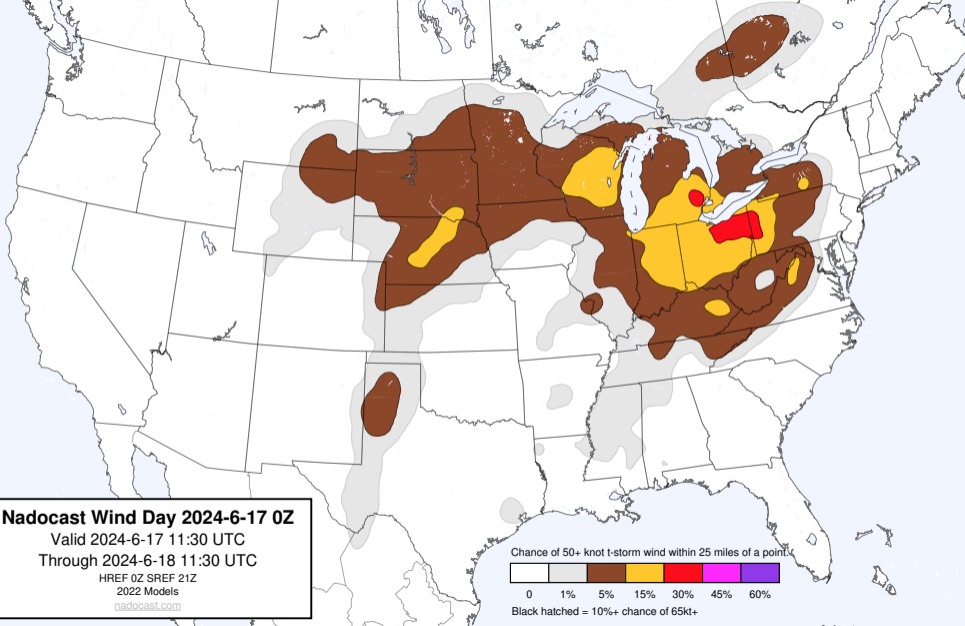 Nadocast Wind Day 2024-6-17 0Z
Valid 2024-6-17 11:30 UTC
Through 2024-6-18 11:30 UTC
HREF 0Z SREF 21Z
2022 Models
nadocast.com
Chance of 50+ knot t-storm wind within 25 miles of a point.
0 1% 5% 15% 30% 45% 60%
Black hatched = 10%+ chance of 65kt+